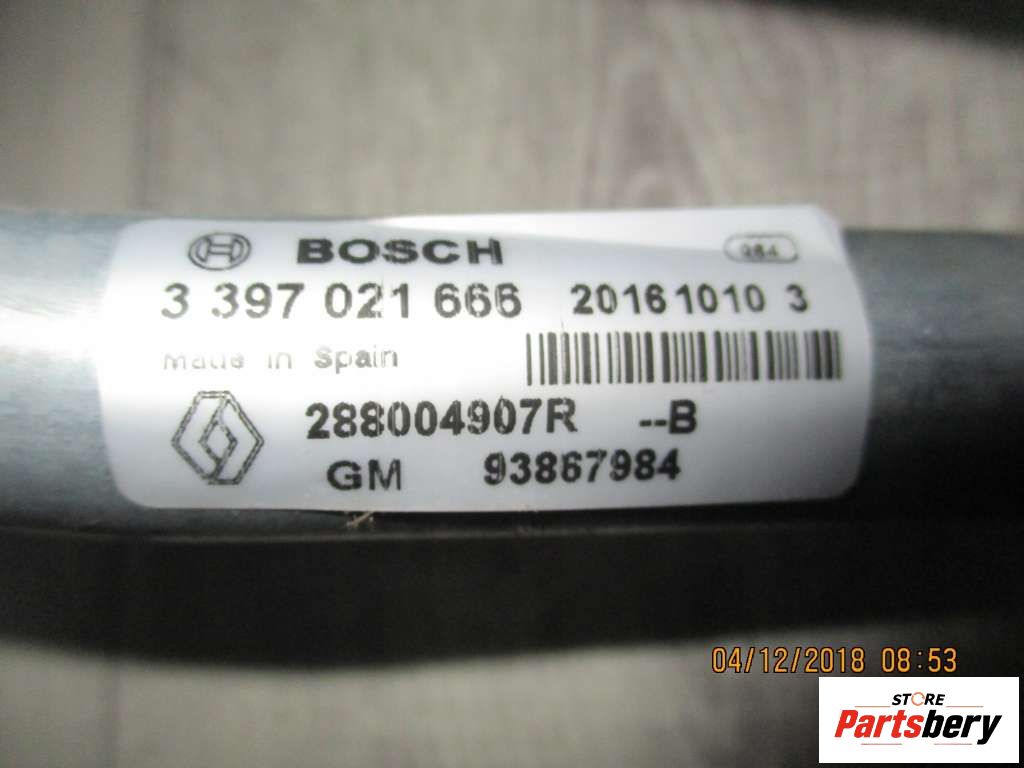 BOSCH
3 397 021 666 20161010 3
Made in Spain
288004907R --B
GM 93867984
04/12/2018 08:53
STORE
Partsbery